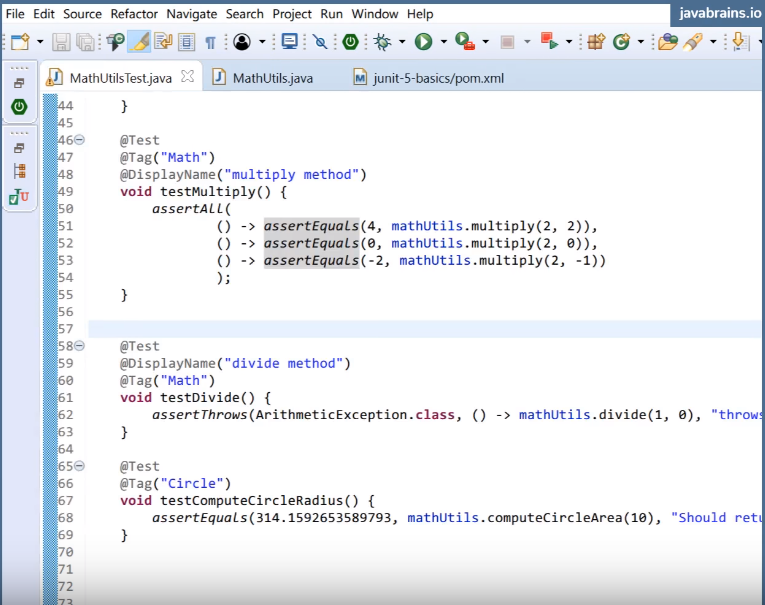 File Edit Source Refactor Navigate Search Project Run Window Help
javabrains.io
MathUtilsTest.java MathUtils.java junit-5-basics/pom.xml
44 }
45
46 @Test
47 @Tag("Math")
48 @DisplayName("multiply method")
49 void testMultiply() {
50 assertAll(
51 () -> assertEquals(4, mathUtils.multiply(2, 2)),
52 () -> assertEquals(0, mathUtils.multiply(2, 0)),
53 () -> assertEquals(-2, mathUtils.multiply(2, -1))
54 );
55 }
56
57
58 @Test
59 @DisplayName("divide method")
60 @Tag("Math")
61 void testDivide() {
62 assertThrows(ArithmeticException.class, () -> mathUtils.divide(1, 0), "throws
63 }
64
65 @Test
66 @Tag("Circle")
67 void testComputeCircleRadius() {
68 assertEquals(314.1592653589793, mathUtils.computeCircleArea(10), "Should retu
69 }
70
71
72
73